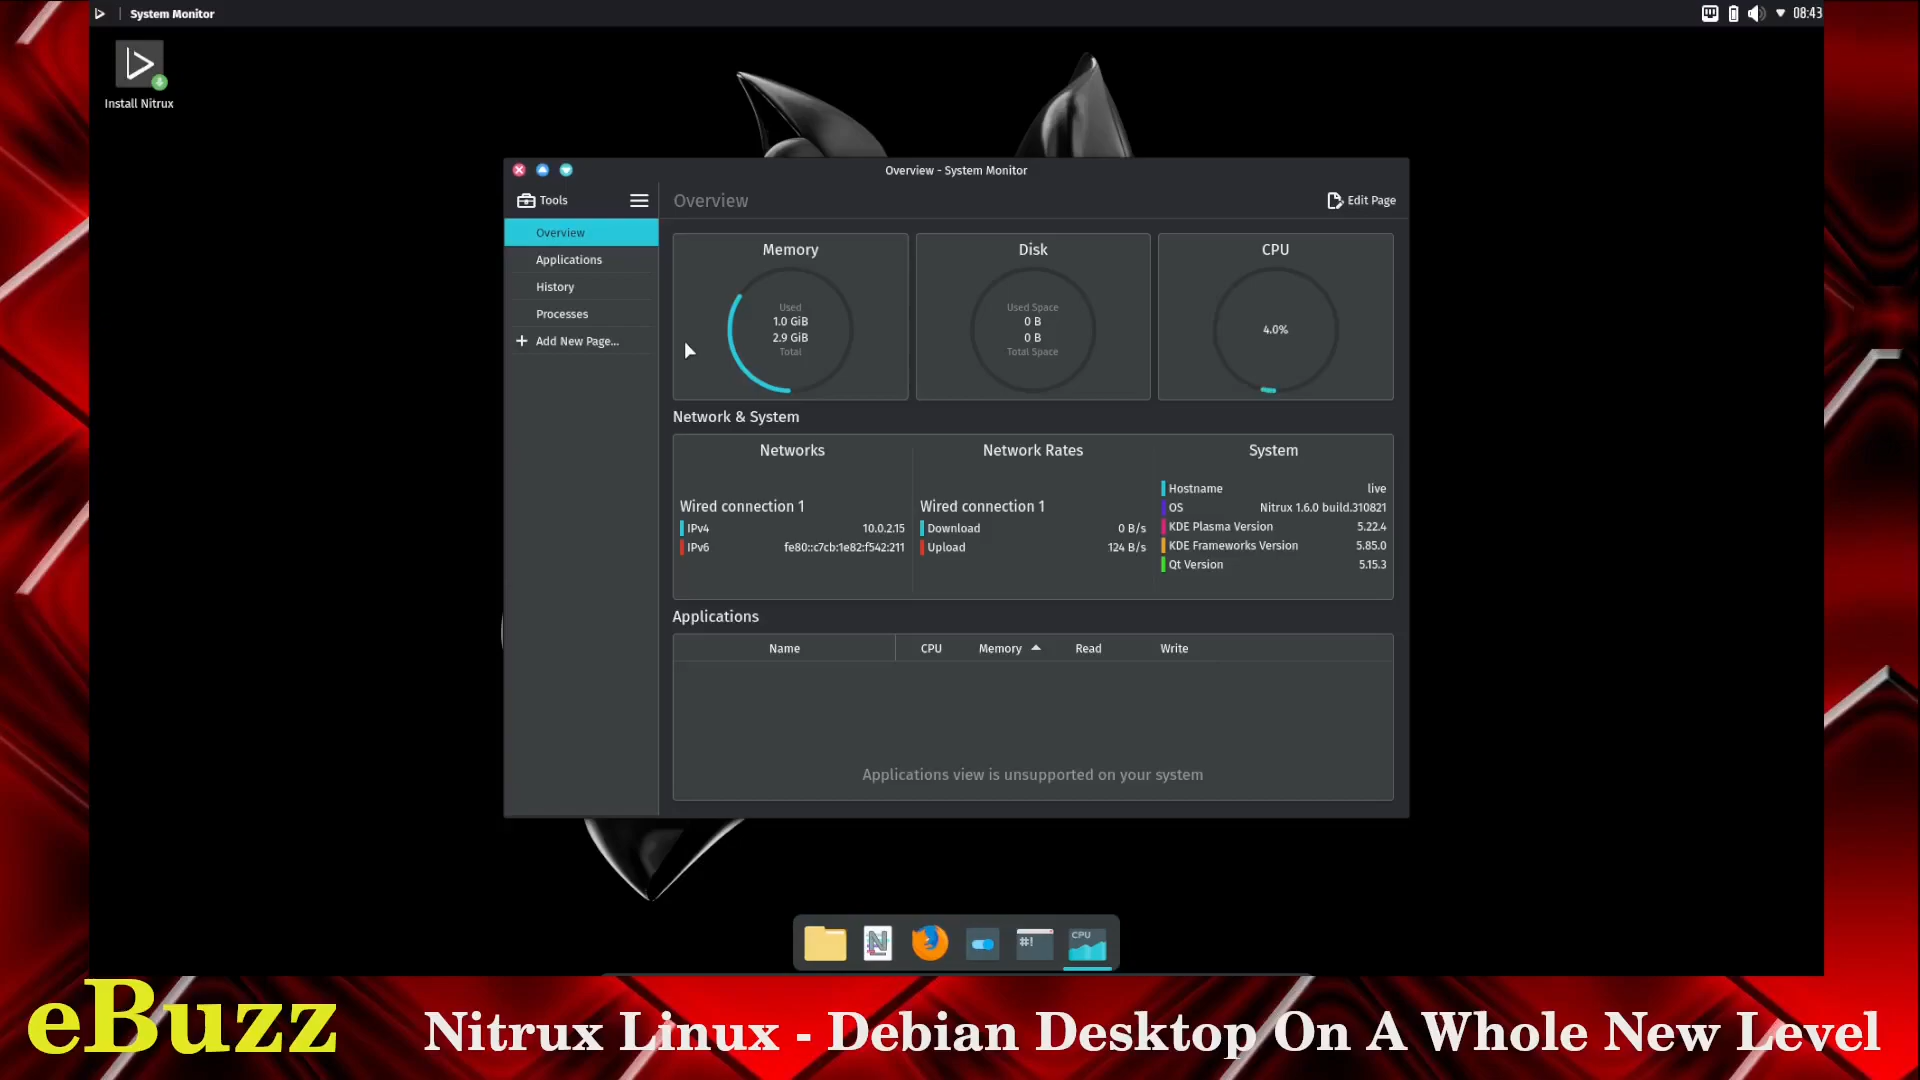 System Monitor
08:43
Install Nitrux
Overview - System Monitor
Tools
Overview
Edit Page
Overview
Applications
History
Processes
Add New Page...
Memory
Used
1.0 GiB
2.9 GiB
Total
Disk
Used Space
0 B
0 B
Total Space
CPU
4.0%
Network & System
Networks
Wired connection 1
IPv4 10.0.2.15
IPv6 fe80::c7cb:1e82:f542:211
Network Rates
Wired connection 1
Download 0 B/s
Upload 124 B/s
System
Hostname live
OS Nitrux 1.6.0 build.310821
KDE Plasma Version 5.22.4
KDE Frameworks Version 5.85.0
Qt Version 5.15.3
Applications
Name CPU Memory Read Write
Applications view is unsupported on your system
N
#!
CPU
eBuzz
Nitrux Linux - Debian Desktop On A Whole New Level